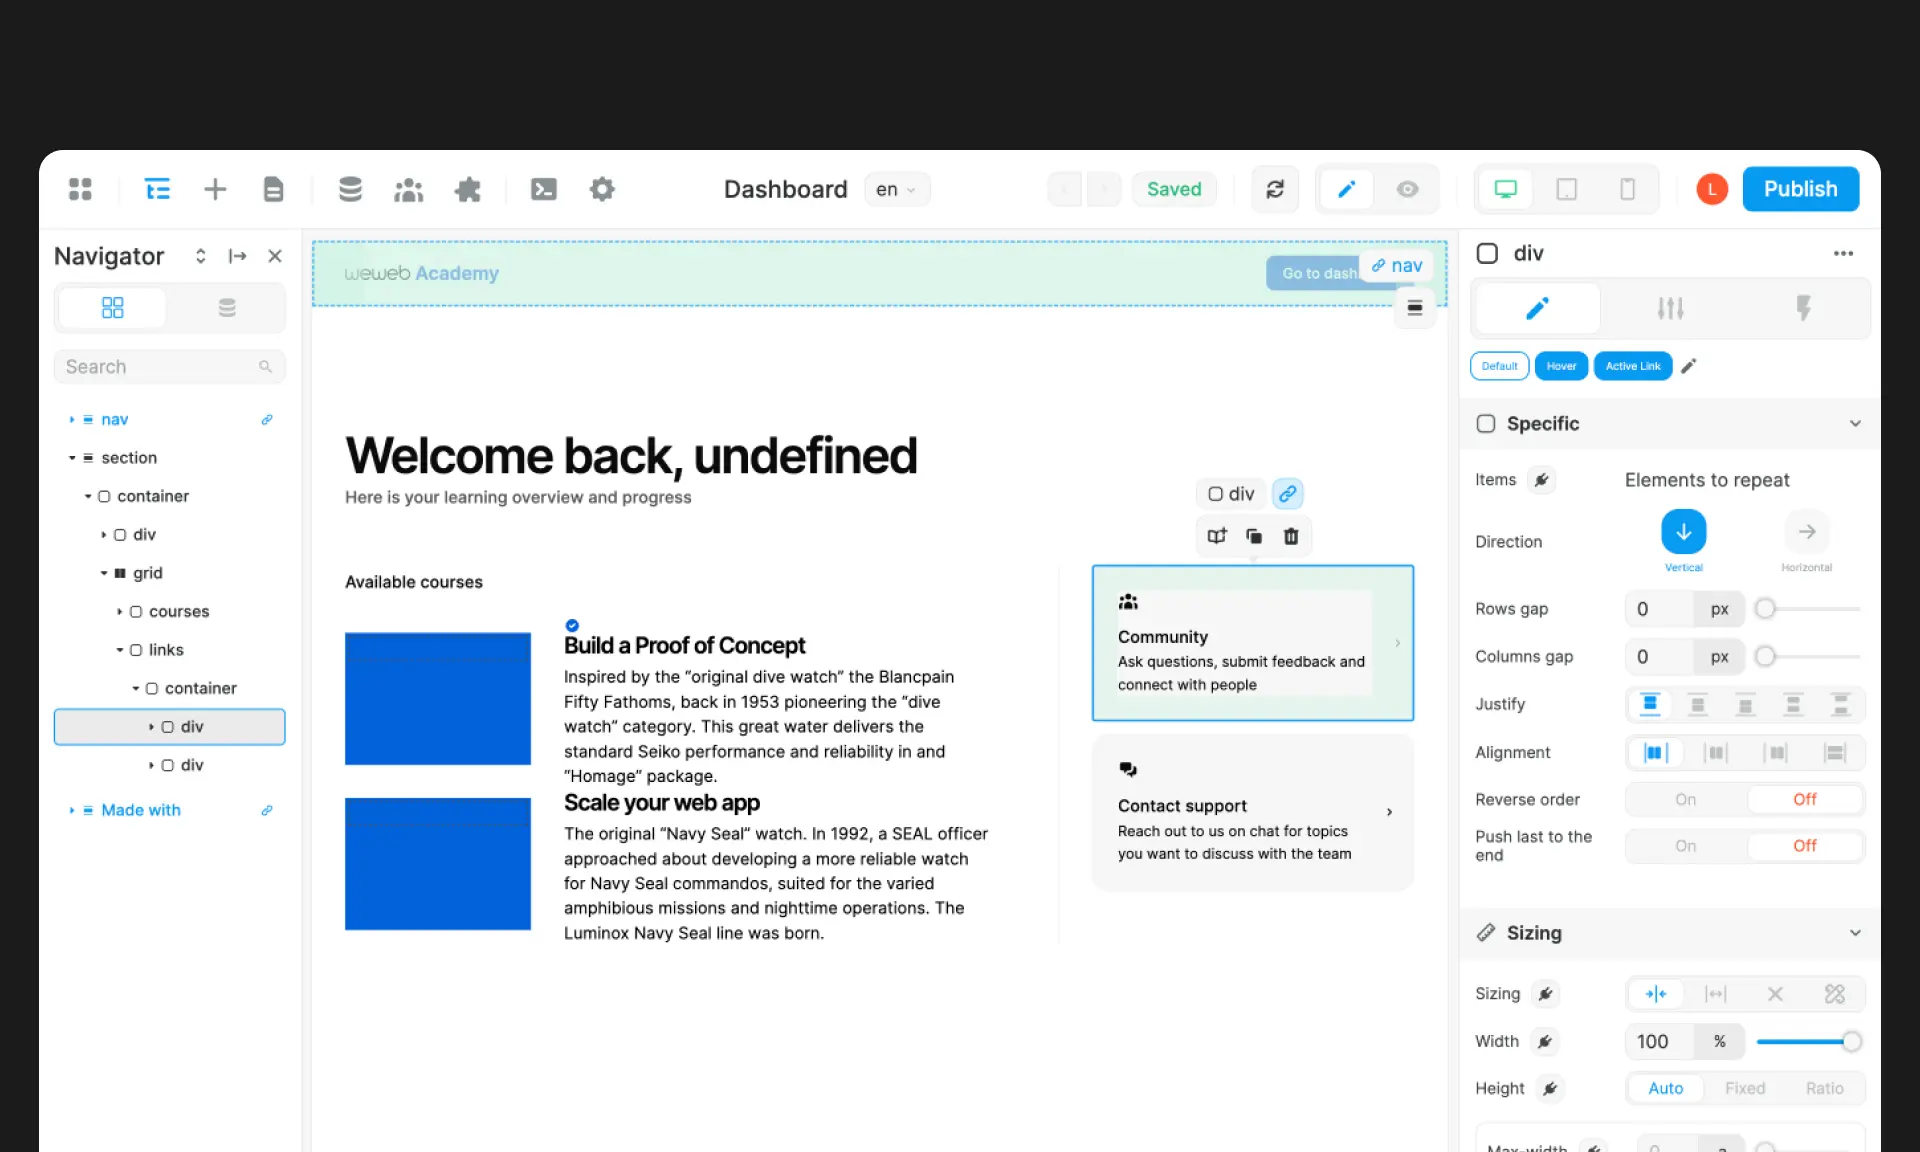 Dashboard
en
Saved
L
Publish
Navigator
Search
nav
section
container
div
grid
courses
links
container
div
div
Made with
weweb Academy
Go to dash
nav
Welcome back, undefined
Here is your learning overview and progress
Available courses
Build a Proof of Concept
Inspired by the “original dive watch” the Blancpain
Fifty Fathoms, back in 1953 pioneering the “dive
watch” category. This great water delivers the
standard Seiko performance and reliability in and
“Homage” package.
Scale your web app
The original “Navy Seal” watch. In 1992, a SEAL officer
approached about developing a more reliable watch
for Navy Seal commandos, suited for the varied
amphibious missions and nighttime operations. The
Luminox Navy Seal line was born.
div
Community
Ask questions, submit feedback and
connect with people
Contact support
Reach out to us on chat for topics
you want to discuss with the team
div
Default
Hover
Active Link
Specific
Items
Elements to repeat
Direction
Vertical
Horizontal
Rows gap
0 px
Columns gap
0 px
Justify
Alignment
Reverse order
On Off
Push last to the
end
On Off
Sizing
Sizing
Width
100 %
Height
Auto Fixed Ratio
Max-width